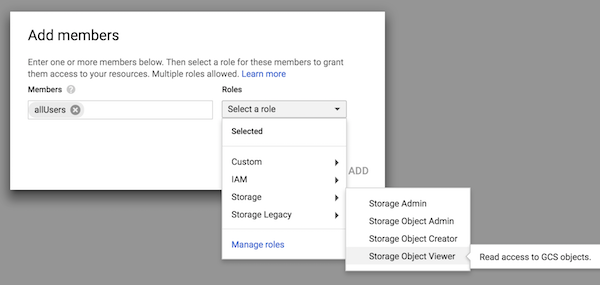 Add members
Enter one or more members below. Then select a role for these members to grant
them access to your resources. Multiple roles allowed. Learn more
Members ?
Roles
allUsers
Select a role
Selected
Custom
IAM
Storage
Storage Legacy
Manage roles
ADD
Storage Admin
Storage Object Admin
Storage Object Creator
Storage Object Viewer
Read access to GCS objects.